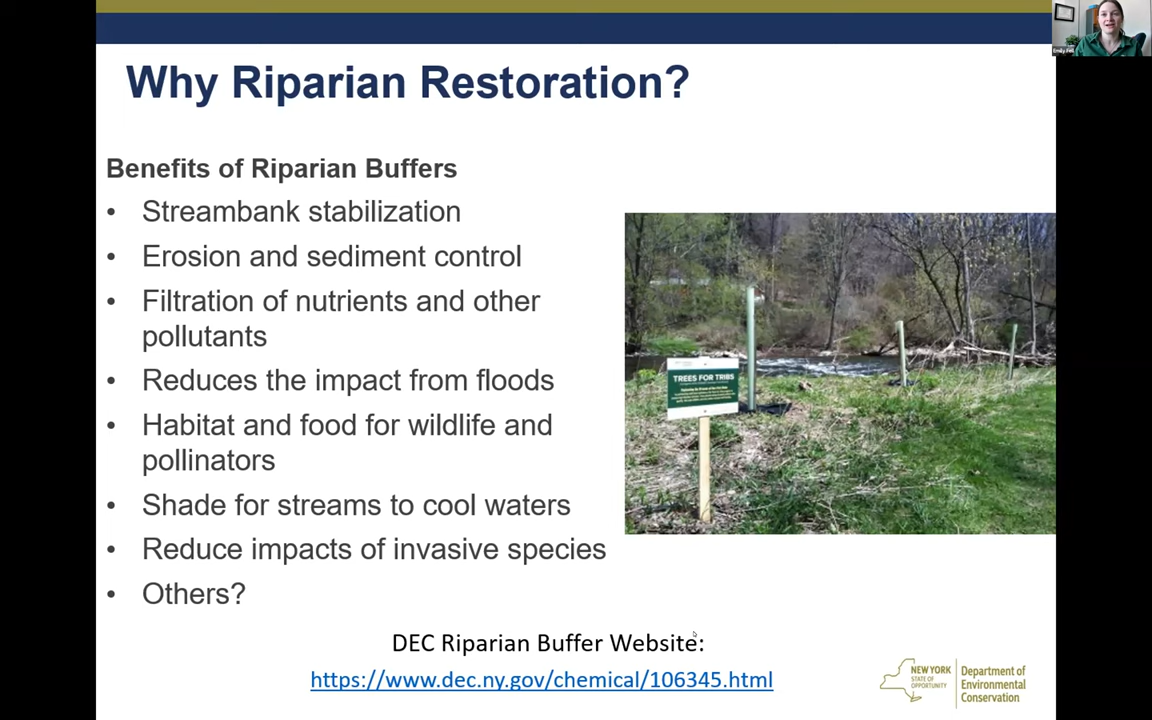 Why Riparian Restoration?
Benefits of Riparian Buffers
• Streambank stabilization
• Erosion and sediment control
• Filtration of nutrients and other
pollutants
• Reduces the impact from floods
• Habitat and food for wildlife and
pollinators
• Shade for streams to cool waters
• Reduce impacts of invasive species
• Others?
TREES FOR TRIBS
DEC Riparian Buffer Website:
https://www.dec.ny.gov/chemical/106345.html
NEW YORK
STATE OF
OPPORTUNITY
Department of
Environmental
Conservation